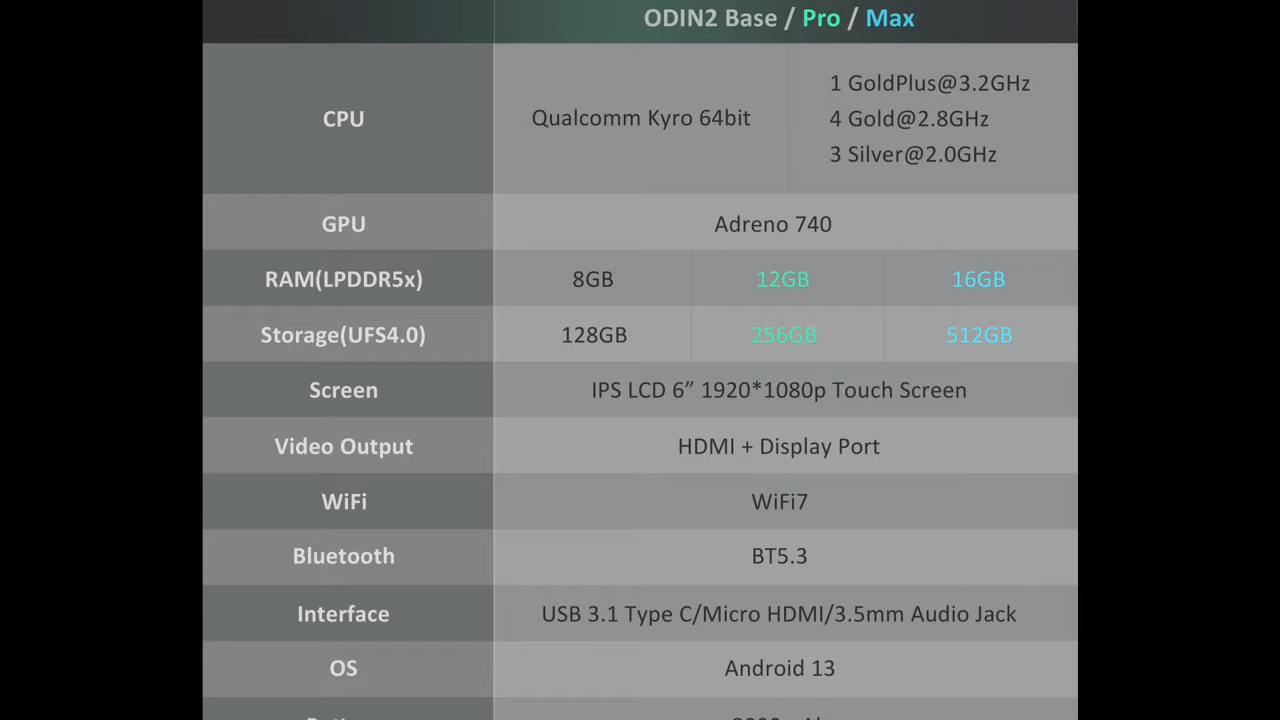 ODIN2 Base / Pro / Max
CPU
Qualcomm Kyro 64bit
1 GoldPlus@3.2GHz
4 Gold@2.8GHz
3 Silver@2.0GHz
GPU
Adreno 740
RAM(LPDDR5x)
8GB
12GB
16GB
Storage(UFS4.0)
128GB
256GB
512GB
Screen
IPS LCD 6” 1920*1080p Touch Screen
Video Output
HDMI + Display Port
WiFi
WiFi7
Bluetooth
BT5.3
Interface
USB 3.1 Type C/Micro HDMI/3.5mm Audio Jack
OS
Android 13